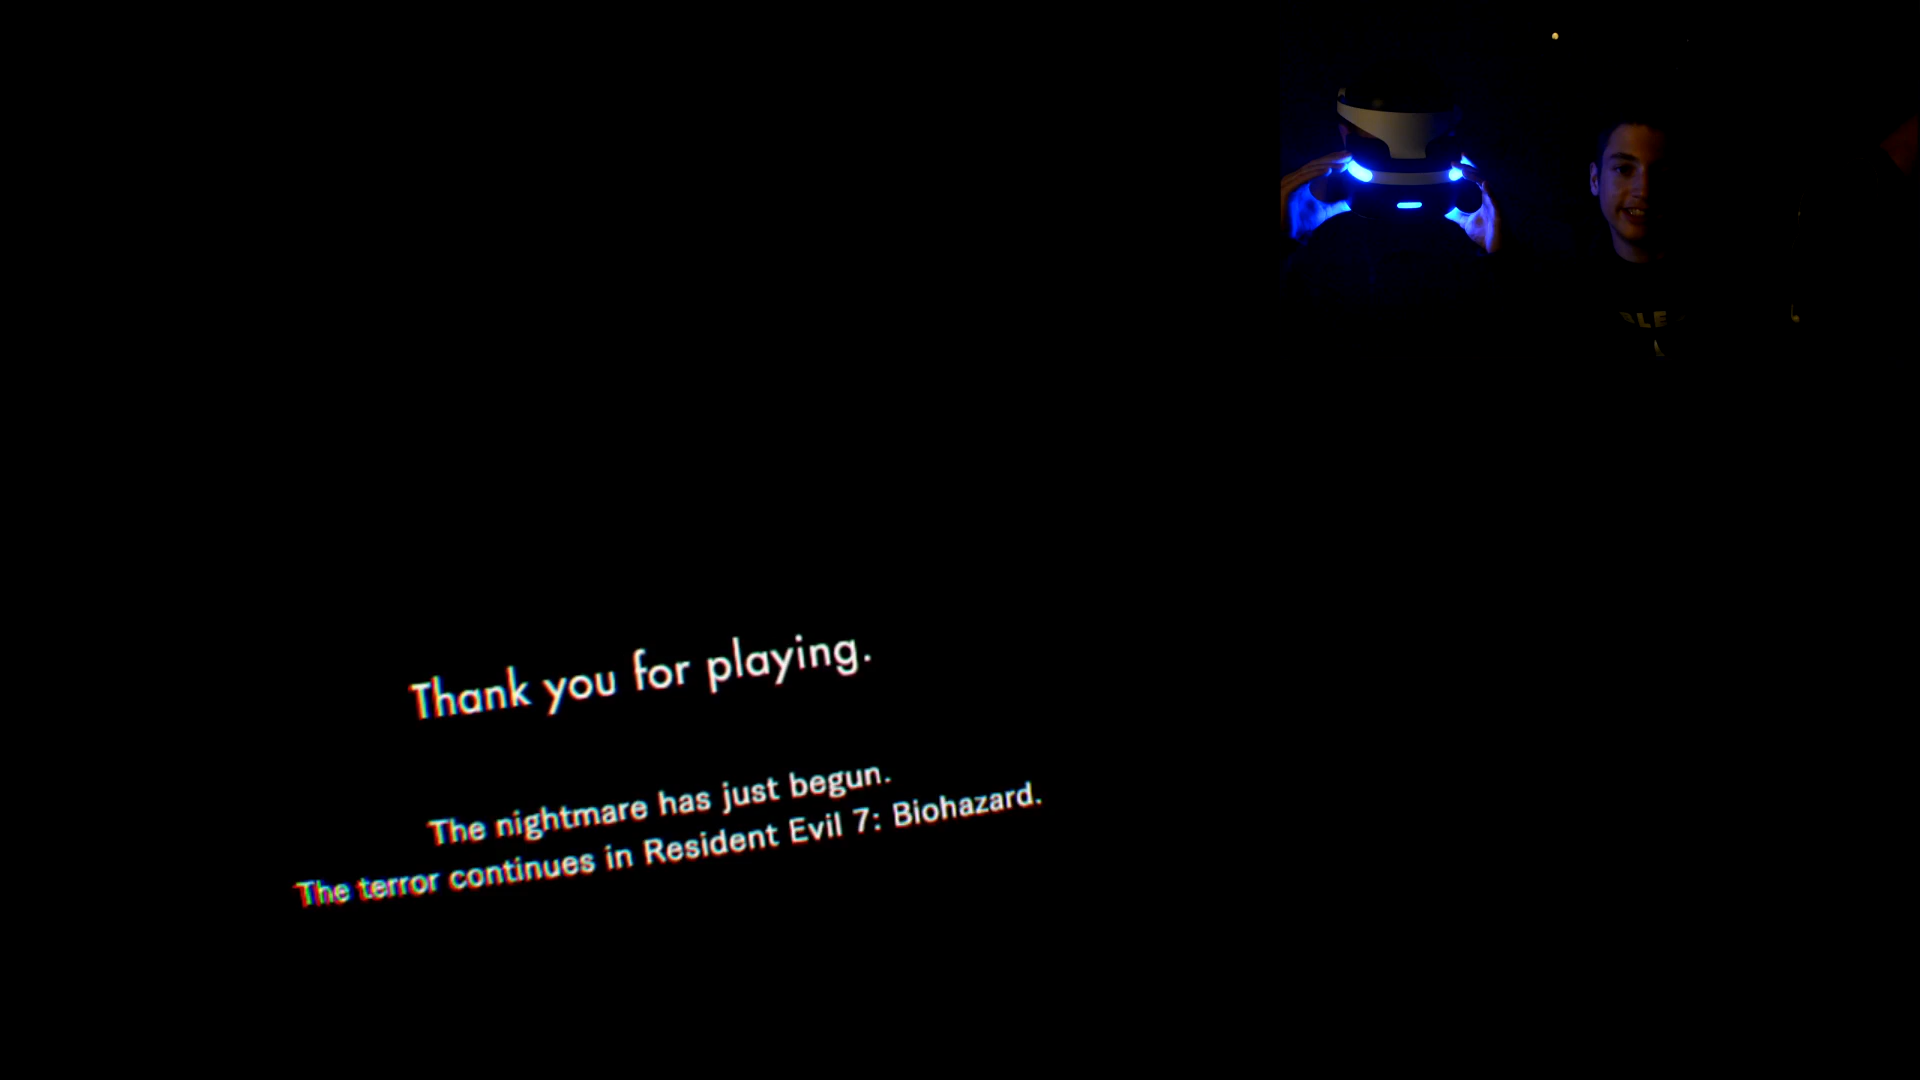 Thank you for playing.
The nightmare has just begun.
The terror continues in Resident Evil 7: Biohazard.